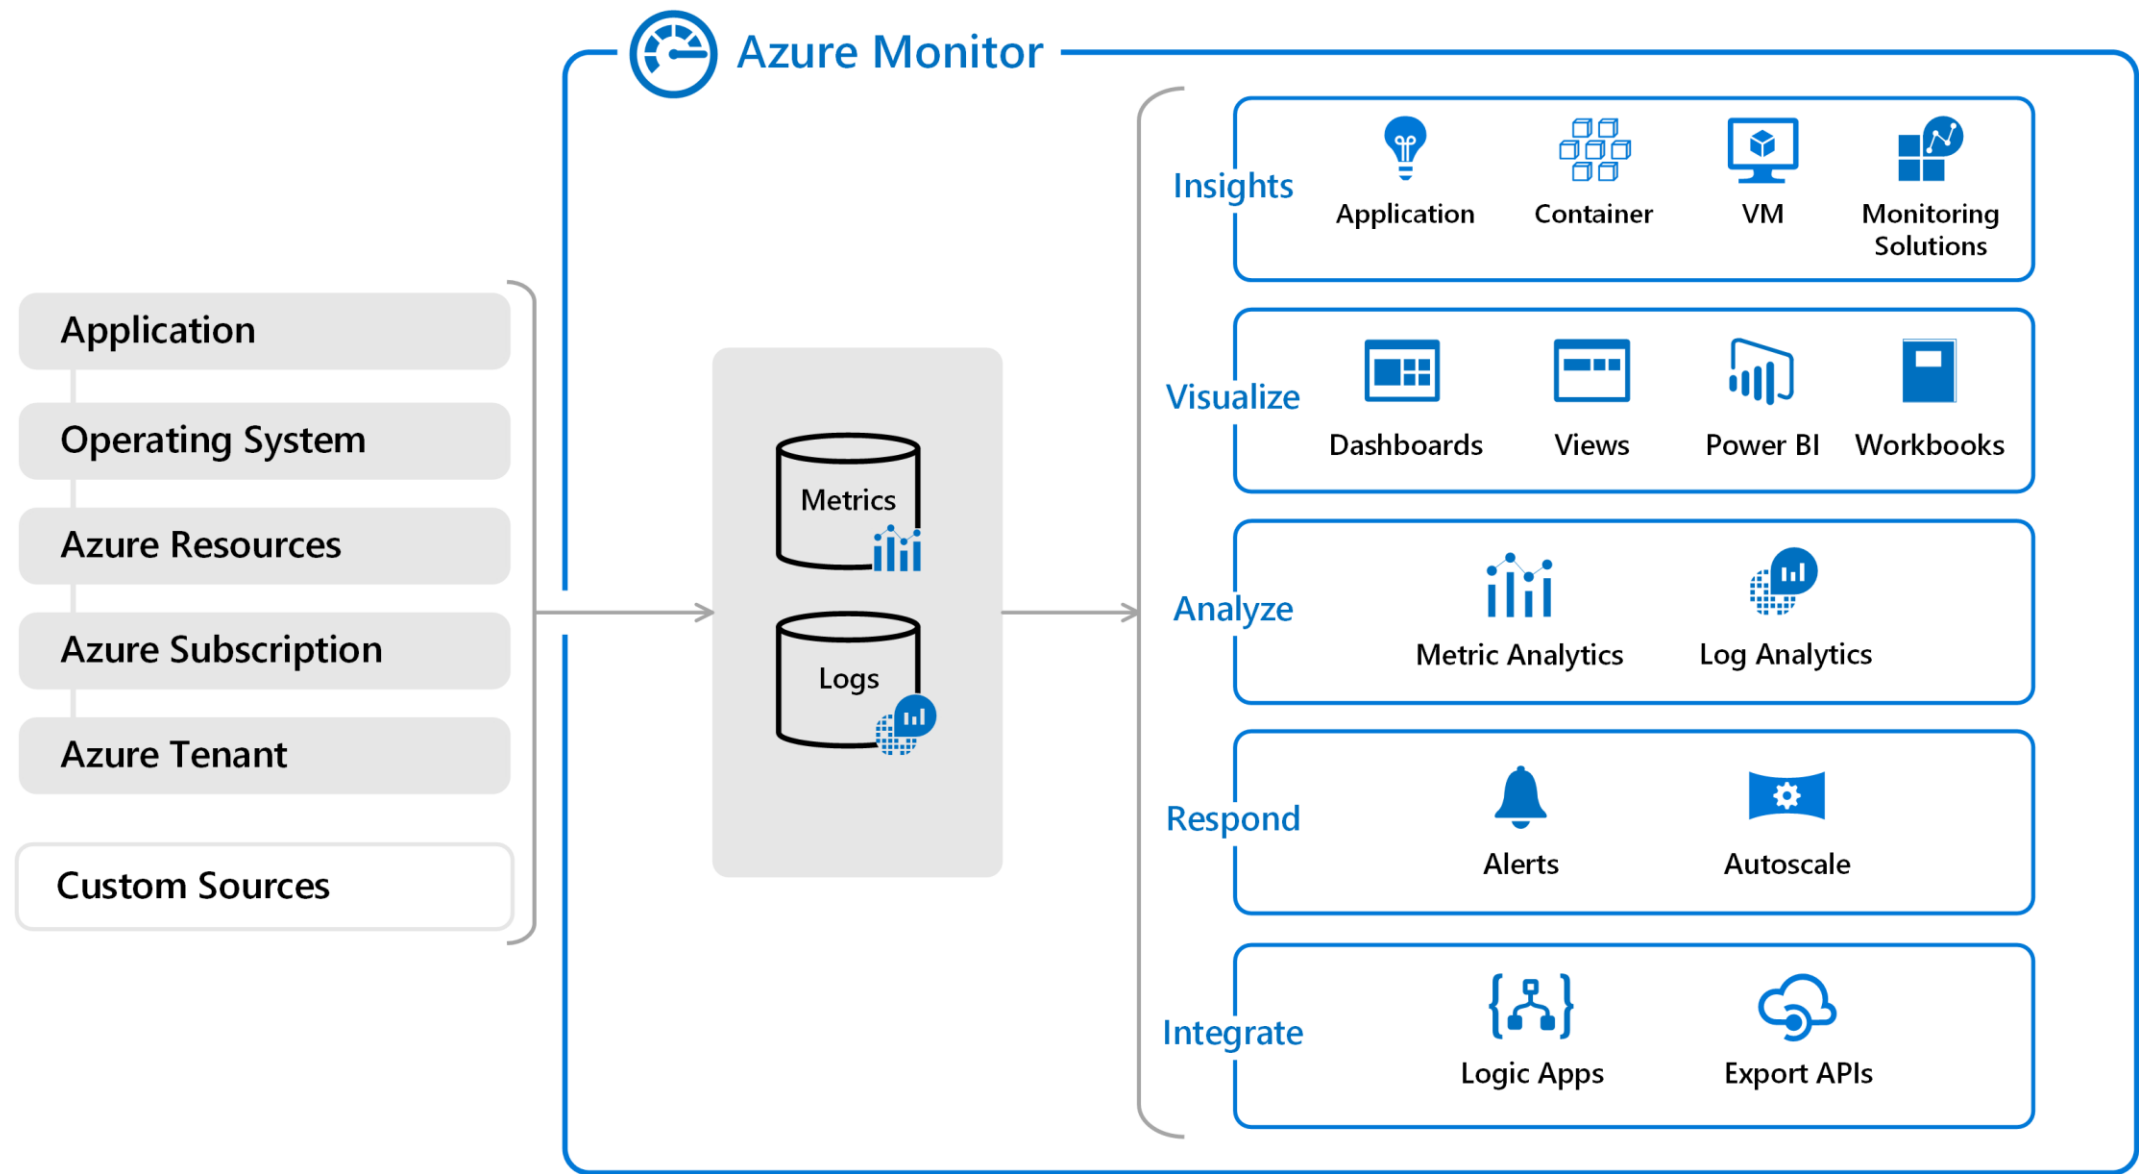 Azure Monitor
Application
Operating System
Azure Resources
Azure Subscription
Azure Tenant
Custom Sources
Metrics
Logs
Insights
Application
Container
VM
Monitoring
Solutions
Visualize
Dashboards
Views
Power BI
Workbooks
Analyze
Metric Analytics
Log Analytics
Respond
Alerts
Autoscale
Integrate
Logic Apps
Export APIs